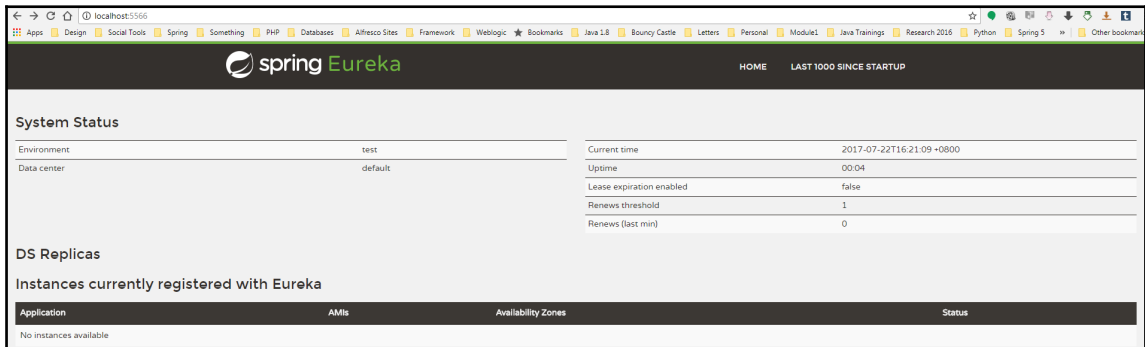 localhost:5566
Apps Design Social Tools Spring Something PHP Databases Alfresco Sites Framework Weblogic Bookmarks Java 1.8 Bouncy Castle Letters Personal Module1 Java Trainings Research 2016 Python Spring 5 » Other bookmark
spring Eureka HOME LAST 1000 SINCE STARTUP
System Status
Environment test Current time 2017-07-22T16:21:09 +0800
Data center default Uptime 00:04
Lease expiration enabled false
Renews threshold 1
Renews (last min) 0
DS Replicas
Instances currently registered with Eureka
Application AMIs Availability Zones Status
No instances available